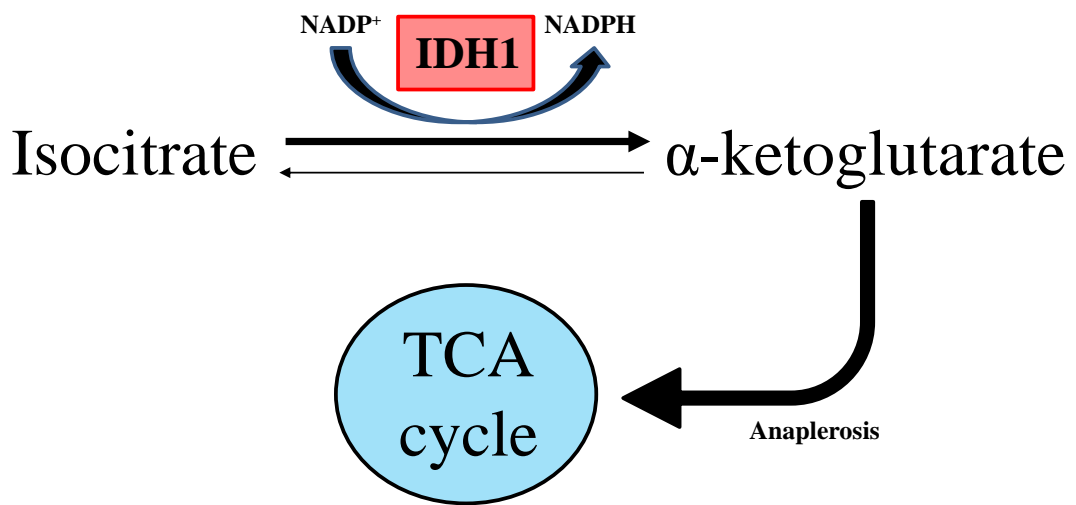 NADP⁺
IDH1
NADPH
Isocitrate
α-ketoglutarate
TCA
cycle
Anaplerosis